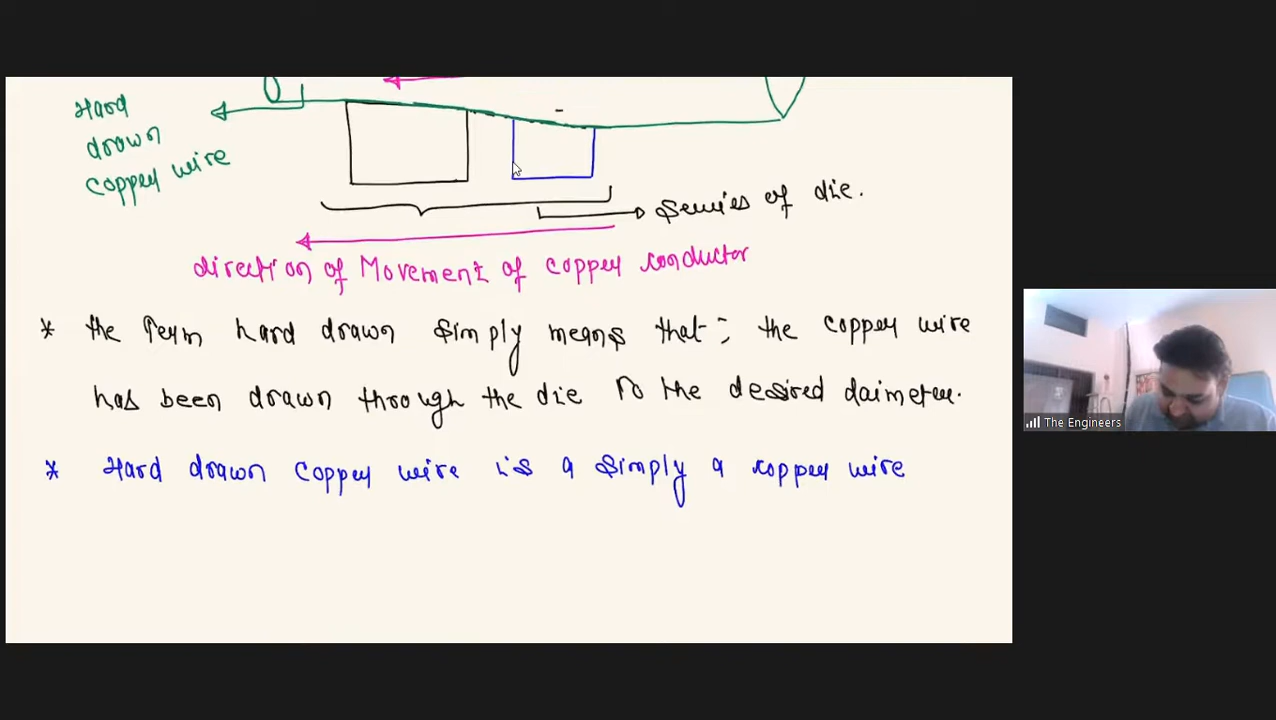 Hard
drawn
copper wire
series of die.
direction of Movement of copper conductor
* the Term hard drawn simply means that :- the copper wire
has been drawn through the die to the desired daimeter.
* Hard drawn copper wire is a simply a copper wire
The Engineers